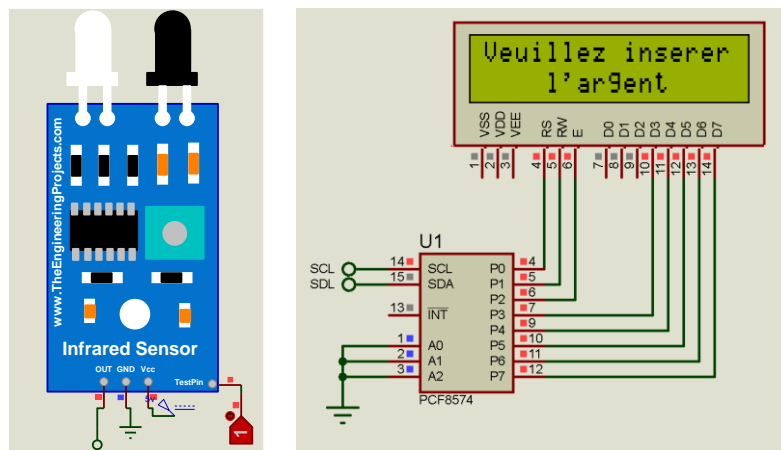 www.TheEngineeringProjects.com
Infrared Sensor
OUT GND Vcc
TestPin
5V
1
Veuillez inserer
l'argent
VSS VDD VEE RS RW E D0 D1 D2 D3 D4 D5 D6 D7
1 2 3 4 5 6 7 8 9 10 11 12 13 14
U1
SCL 14 SCL P0 4
SDL 15 SDA P1 5
P2 6
13 INT P3 7
P4 9
1 A0 P5 10
2 A1 P6 11
3 A2 P7 12
PCF8574